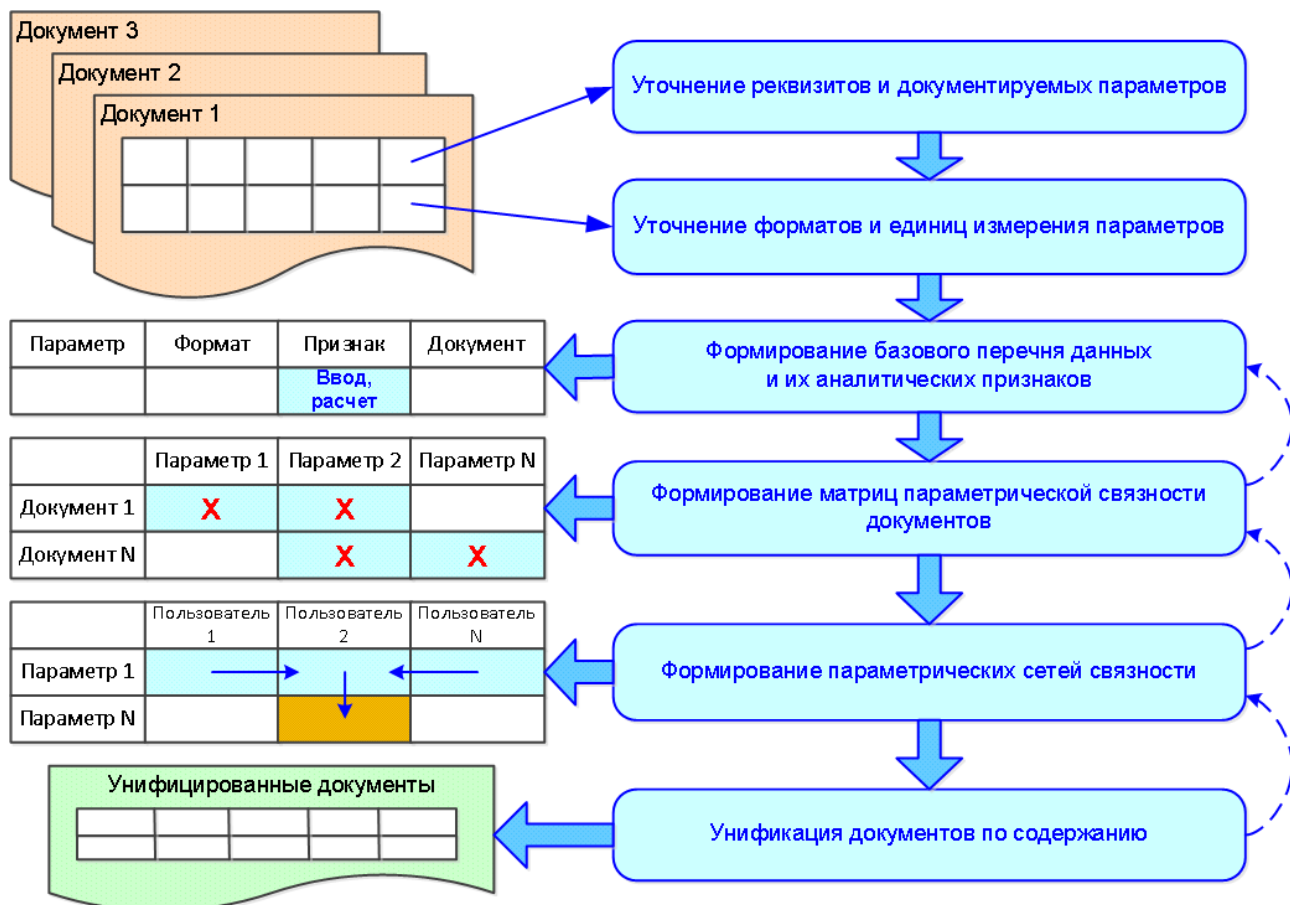 Документ 3
Документ 2
Документ 1
Уточнение реквизитов и документируемых параметров
Уточнение форматов и единиц измерения параметров
Параметр Формат Признак Документ
Ввод,
расчет
Формирование базового перечня данных
и их аналитических признаков
Параметр 1 Параметр 2 Параметр N
Документ 1 X X
Документ N X X
Формирование матриц параметрической связности
документов
Пользователь Пользователь Пользователь
1 2 N
Параметр 1
Параметр N
Формирование параметрических сетей связности
Унифицированные документы
Унификация документов по содержанию